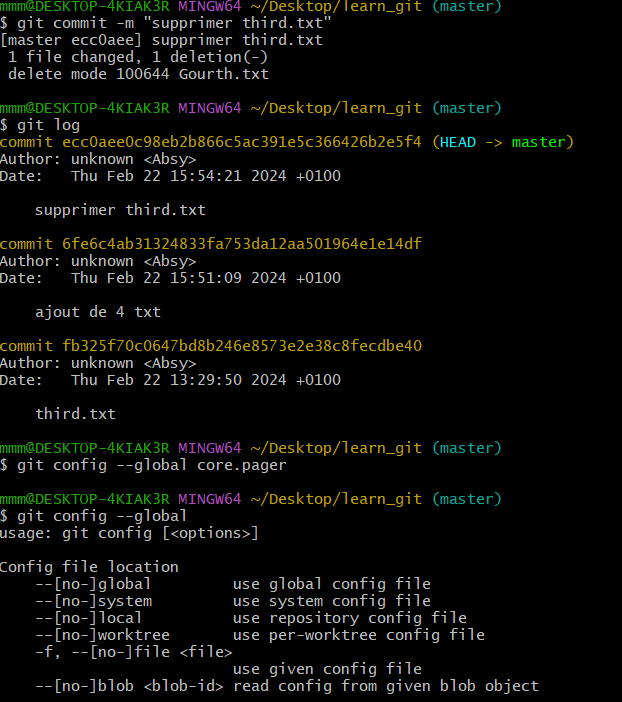 mmm@DESKTOP-4KIAK3R MINGW64 ~/Desktop/learn_git (master)
$ git commit -m "supprimer third.txt"
[master ecc0aee] supprimer third.txt
 1 file changed, 1 deletion(-)
 delete mode 100644 Gourth.txt

mmm@DESKTOP-4KIAK3R MINGW64 ~/Desktop/learn_git (master)
$ git log
commit ecc0aee0c98eb2b866c5ac391e5c366426b2e5f4 (HEAD -> master)
Author: unknown <Absy>
Date:   Thu Feb 22 15:54:21 2024 +0100

    supprimer third.txt

commit 6fe6c4ab31324833fa753da12aa501964e1e14df
Author: unknown <Absy>
Date:   Thu Feb 22 15:51:09 2024 +0100

    ajout de 4 txt

commit fb325f70c0647bd8b246e8573e2e38c8fecdbe40
Author: unknown <Absy>
Date:   Thu Feb 22 13:29:50 2024 +0100

    third.txt

mmm@DESKTOP-4KIAK3R MINGW64 ~/Desktop/learn_git (master)
$ git config --global core.pager

mmm@DESKTOP-4KIAK3R MINGW64 ~/Desktop/learn_git (master)
$ git config --global
usage: git config [<options>]

Config file location
    --[no-]global         use global config file
    --[no-]system         use system config file
    --[no-]local          use repository config file
    --[no-]worktree       use per-worktree config file
    -f, --[no-]file <file>
                          use given config file
    --[no-]blob <blob-id> read config from given blob object